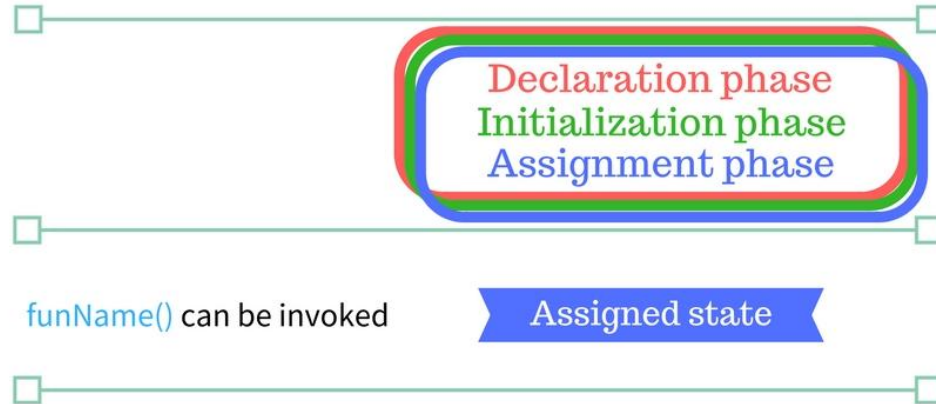 Declaration phase
Initialization phase
Assignment phase
funName() can be invoked
Assigned state